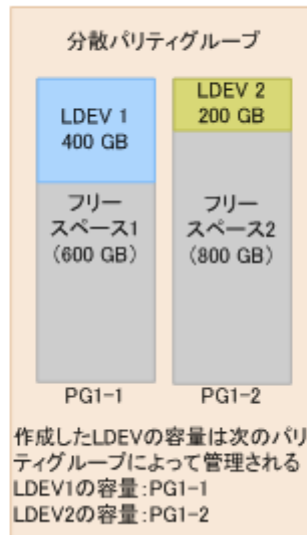 分散パリティグループ
LDEV 1
400 GB
LDEV 2
200 GB
フリー
スペース1
(600 GB)
フリー
スペース2
(800 GB)
PG1-1
PG1-2
作成したLDEVの容量は次のパリ
ティグループによって管理される
LDEV1の容量:PG1-1
LDEV2の容量:PG1-2